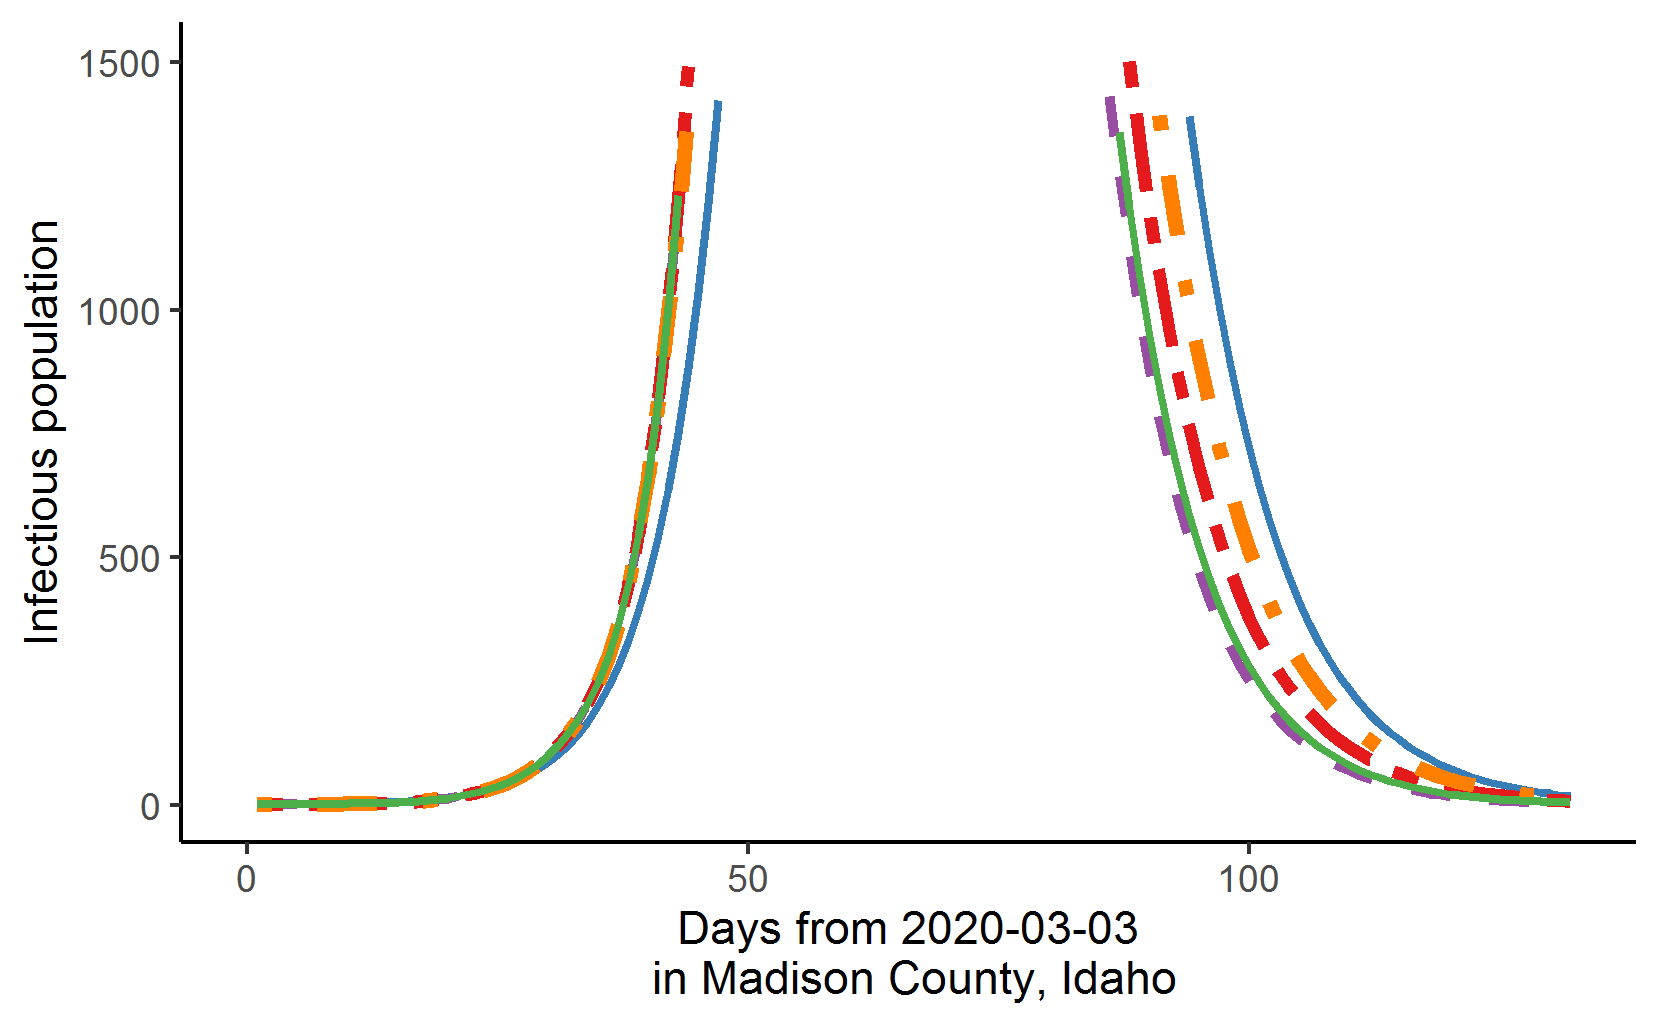 Infectious population
1500
1000
500
0
0 50 100
Days from 2020-03-03
in Madison County, Idaho